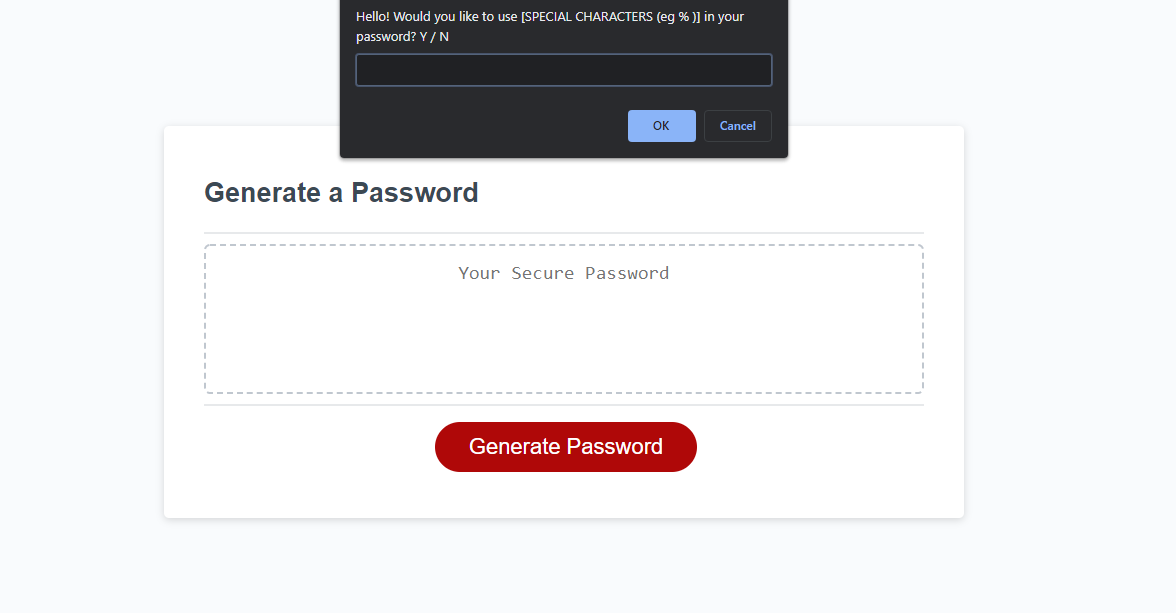 Hello! Would you like to use [SPECIAL CHARACTERS (eg % )] in your
password? Y / N
OK
Cancel
Generate a Password
Your Secure Password
Generate Password